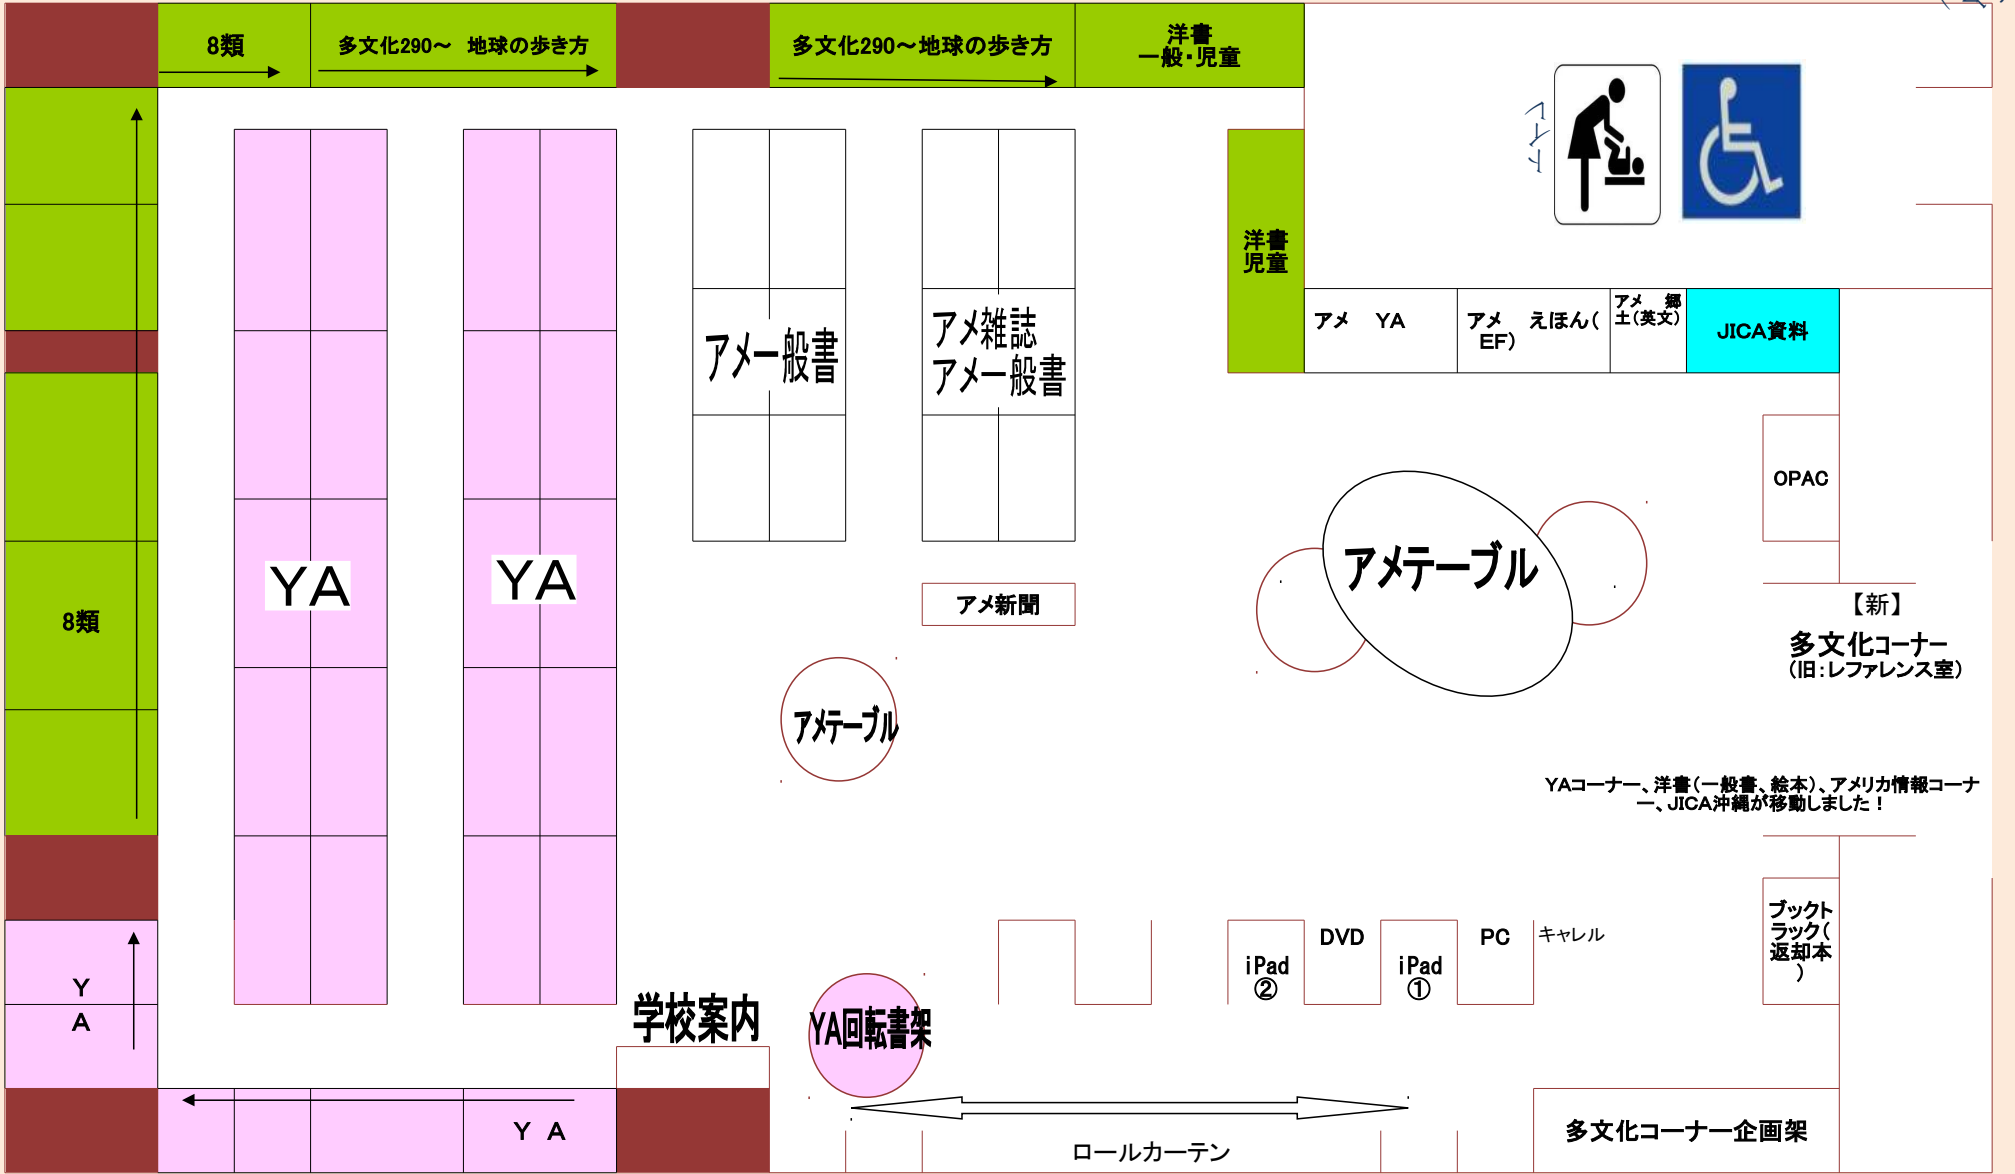 8類
多文化290～ 地球の歩き方
多文化290～地球の歩き方
洋書
一般・児童
トイレ
洋書
児童
アメ YA
アメ えほん(
EF)
アメ 郷
土(英文)
JICA資料
アメ一般書
アメ雑誌
アメ一般書
OPAC
YA
YA
アメテーブル
アメ新聞
8類
【新】
多文化コーナー
(旧:レファレンス室)
アメテーブル
YAコーナー、洋書(一般書、絵本)、アメリカ情報コーナ
ー、JICA沖縄が移動しました!
ブックト
ラック(
返却本
)
DVD
PC
キャレル
iPad
②
iPad
①
Y
A
学校案内
YA回転書架
Y A
多文化コーナー企画架
ロールカーテン